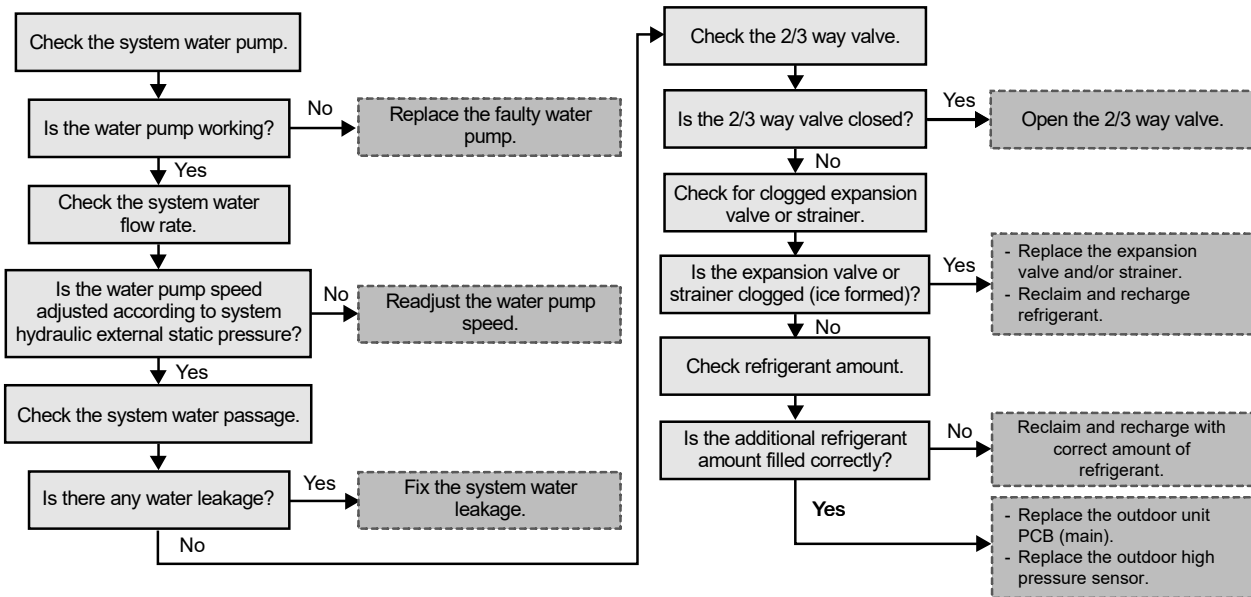 Check the system water pump.
Is the water pump working?
No
Replace the faulty water
pump.
Yes
Check the system water
flow rate.
Is the water pump speed
adjusted according to system
hydraulic external static pressure?
No
Readjust the water pump
speed.
Yes
Check the system water passage.
Is there any water leakage?
Yes
Fix the system water
leakage.
No
Check the 2/3 way valve.
Is the 2/3 way valve closed?
Yes
Open the 2/3 way valve.
No
Check for clogged expansion
valve or strainer.
Is the expansion valve or
strainer clogged (ice formed)?
Yes
- Replace the expansion
valve and/or strainer.
- Reclaim and recharge
refrigerant.
No
Check refrigerant amount.
Is the additional refrigerant
amount filled correctly?
No
Reclaim and recharge with
correct amount of
refrigerant.
Yes
- Replace the outdoor unit
PCB (main).
- Replace the outdoor high
pressure sensor.